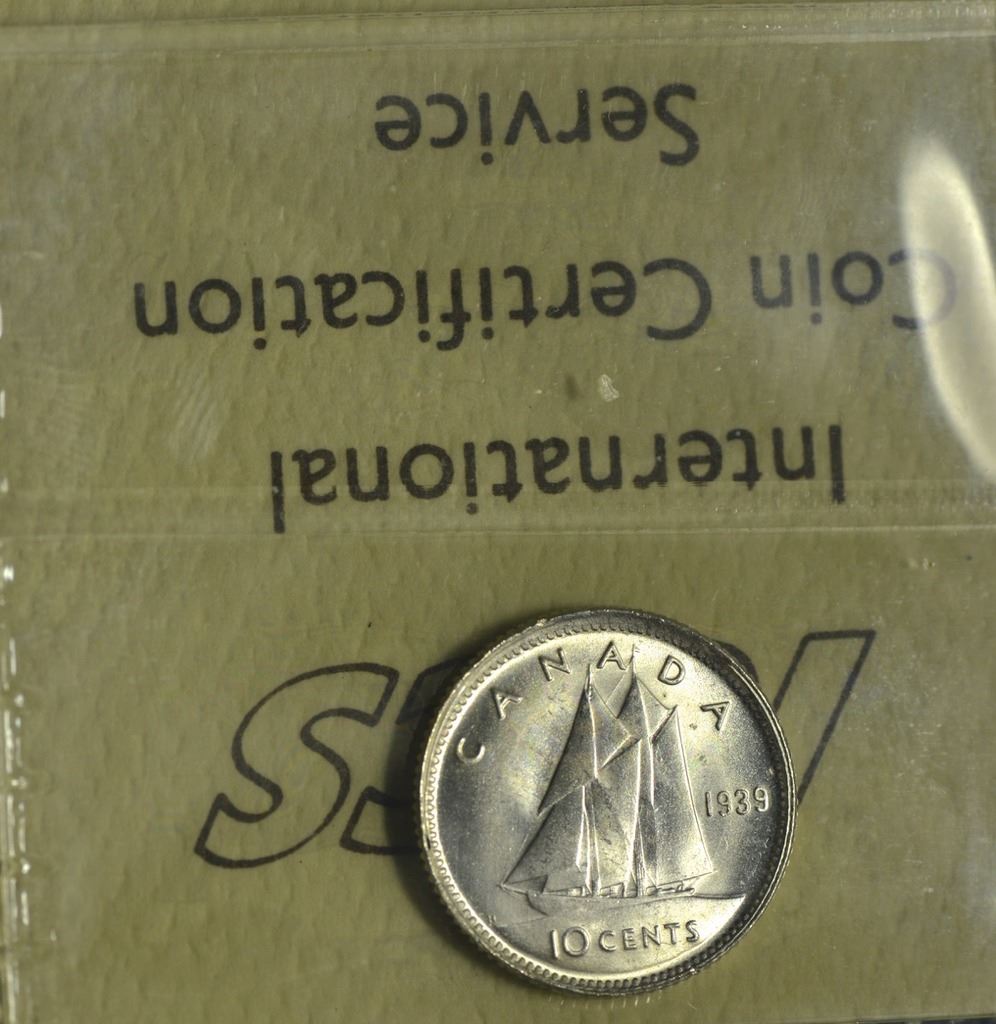 International
Coin Certification
Service
CANADA
1939
10 CENTS